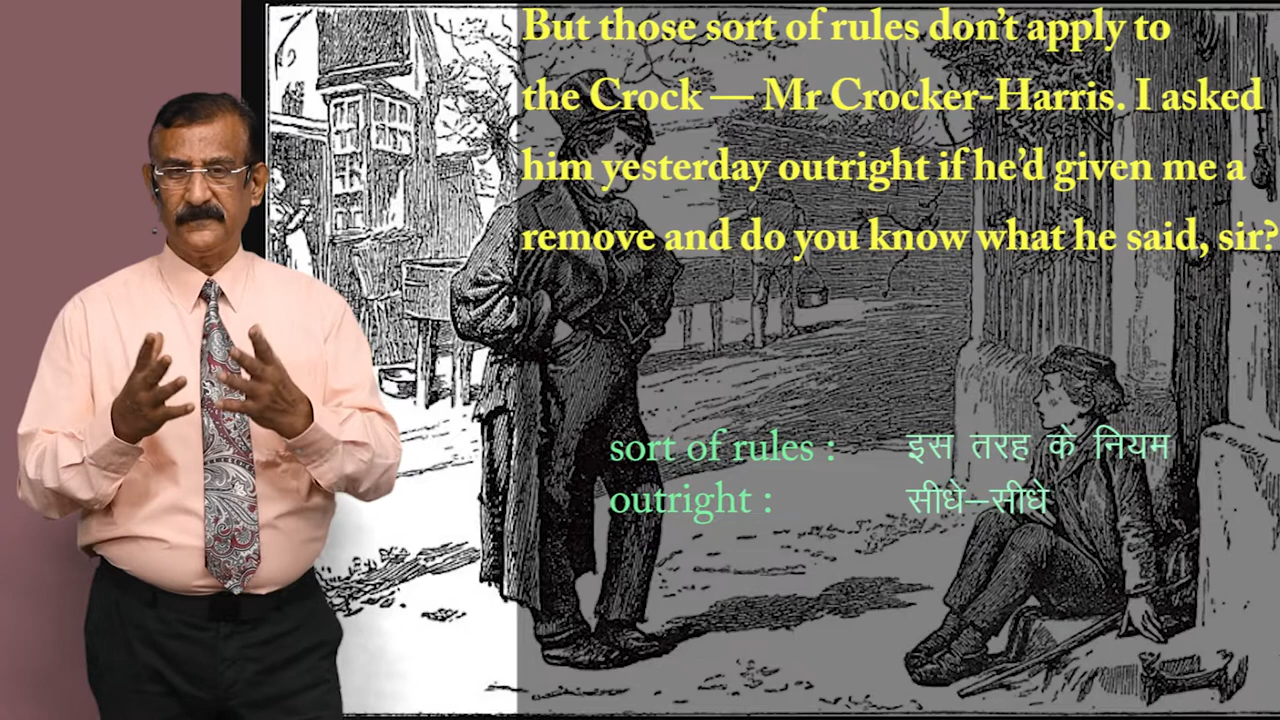 But those sort of rules don't apply to
the Crock — Mr Crocker-Harris. I asked
him yesterday outright if he'd given me a
remove and do you know what he said, sir?
sort of rules : इस तरह के नियम
outright : सीधे–सीधे